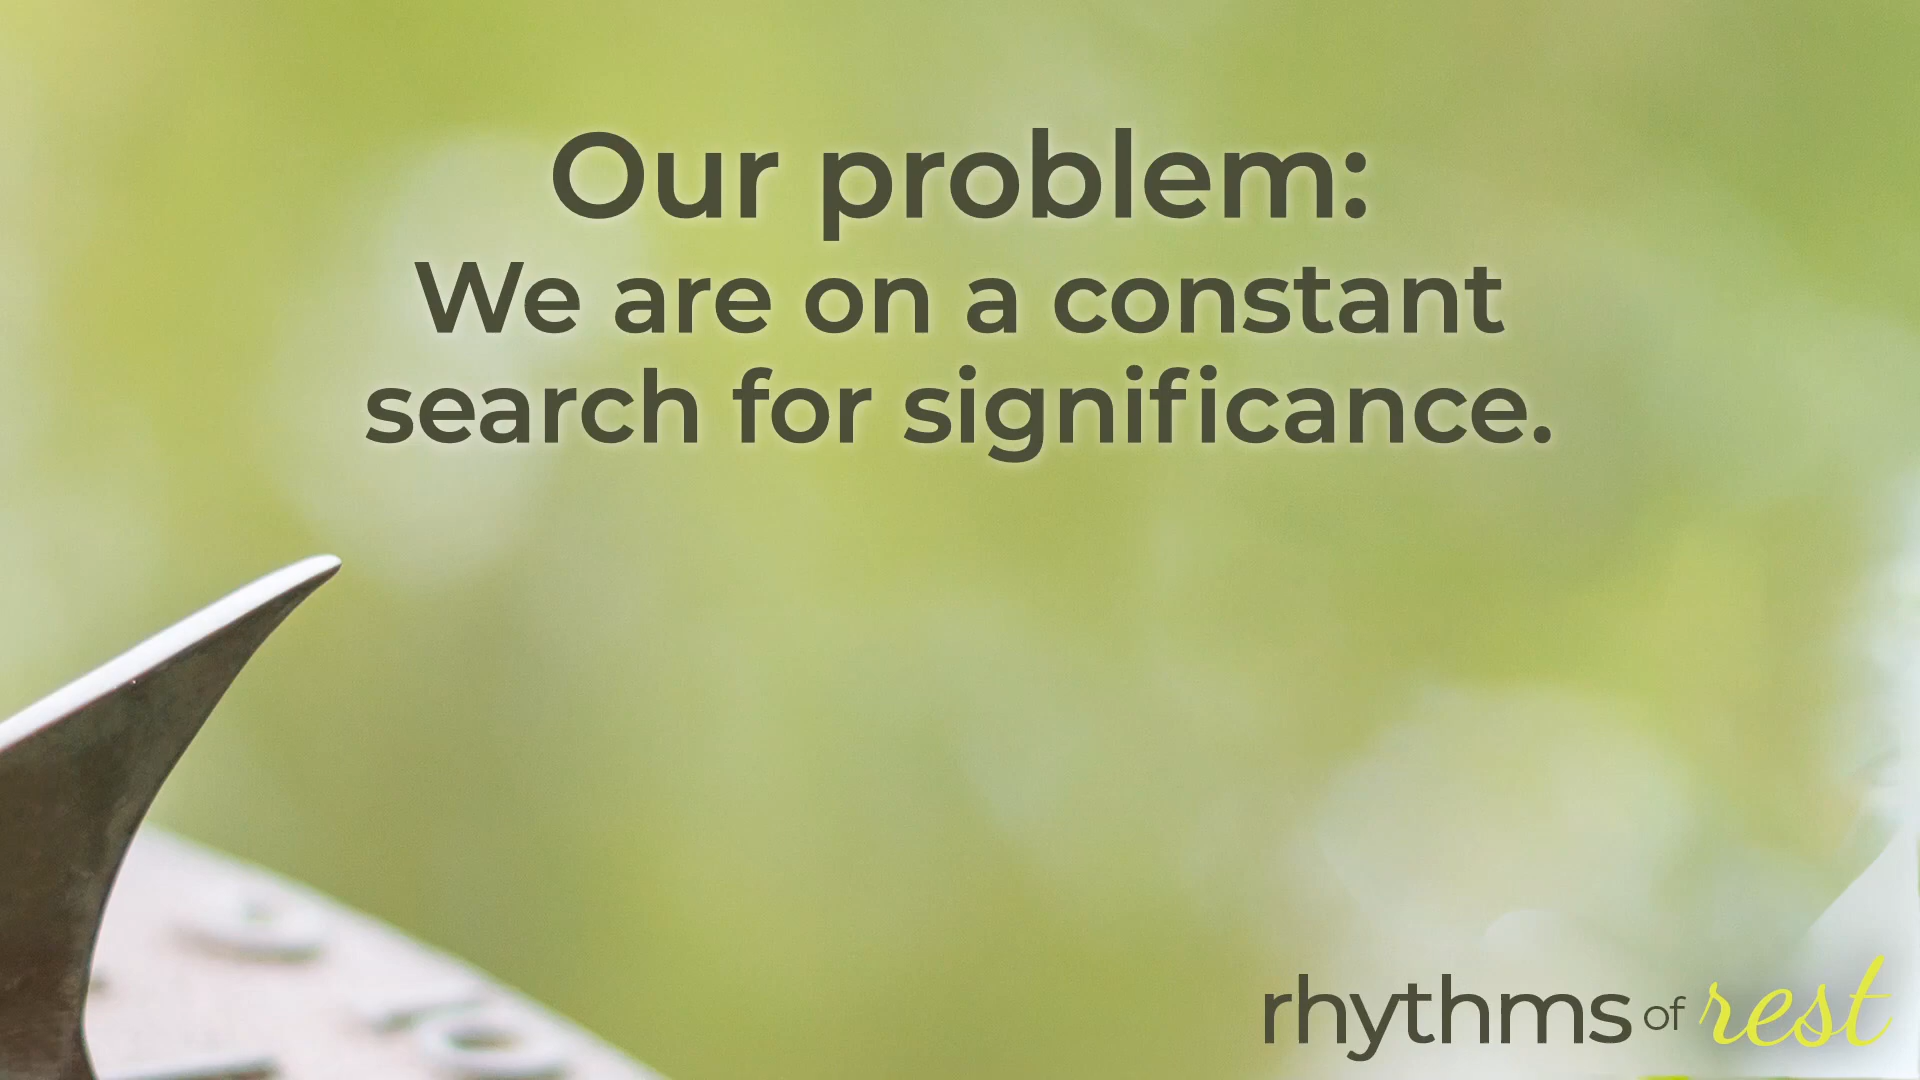 Our problem:
We are on a constant
search for significance.
rhythms of rest